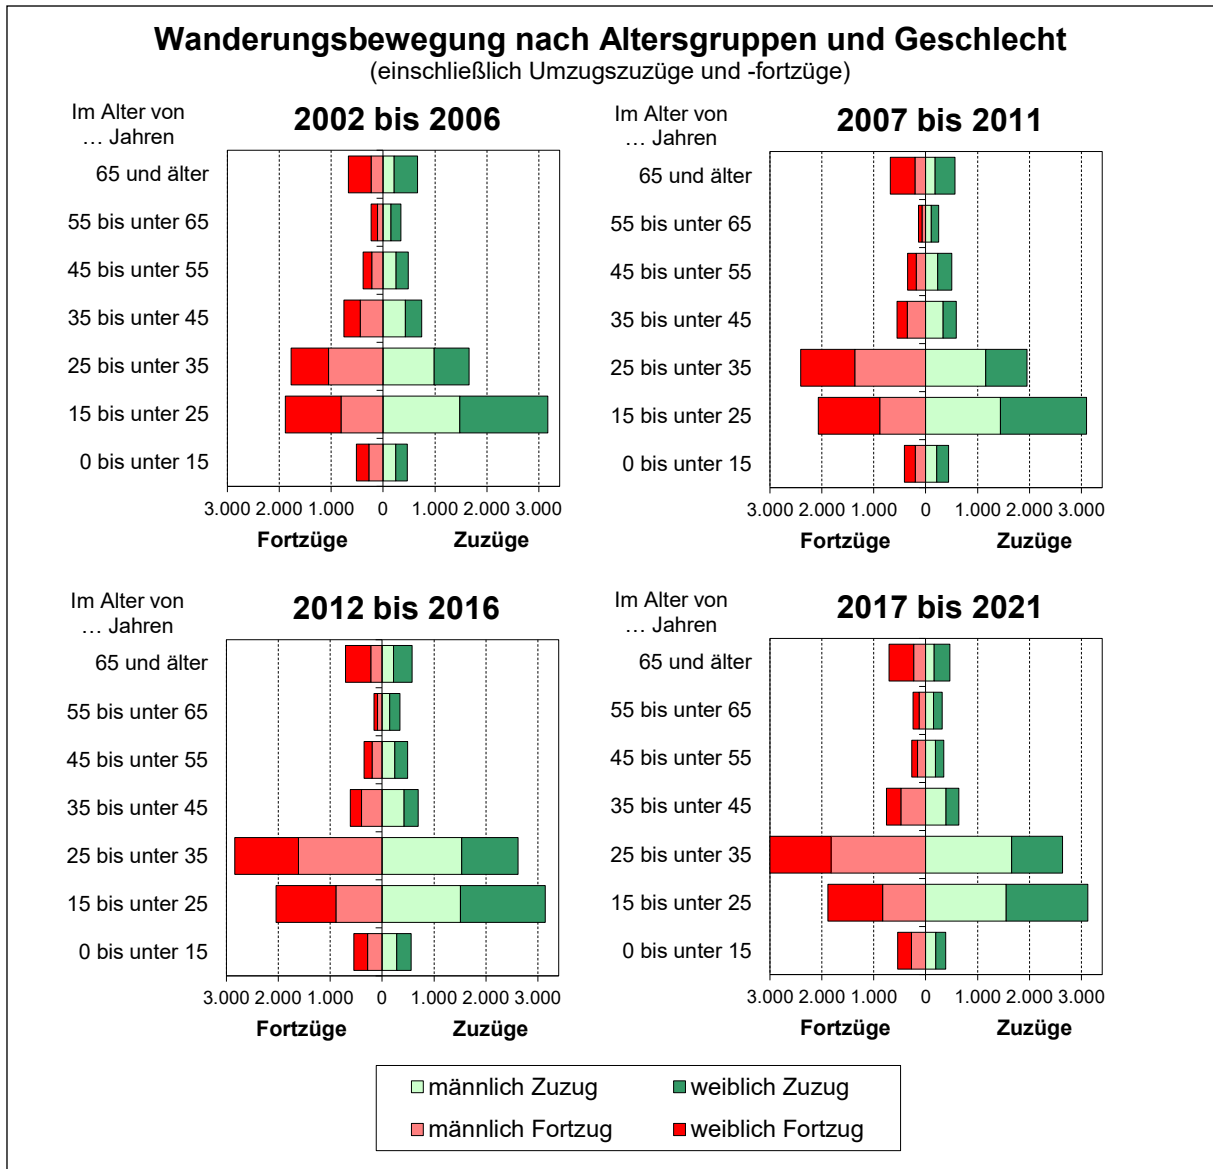 Wanderungsbewegung nach Altersgruppen und Geschlecht
(einschließlich Umzugszuzüge und -fortzüge)
Im Alter von
… Jahren
2002 bis 2006
65 und älter
55 bis unter 65
45 bis unter 55
35 bis unter 45
25 bis unter 35
15 bis unter 25
0 bis unter 15
3.000 2.000 1.000 0 1.000 2.000 3.000
Fortzüge Zuzüge
Im Alter von
… Jahren
2007 bis 2011
65 und älter
55 bis unter 65
45 bis unter 55
35 bis unter 45
25 bis unter 35
15 bis unter 25
0 bis unter 15
3.000 2.000 1.000 0 1.000 2.000 3.000
Fortzüge Zuzüge
Im Alter von
… Jahren
2012 bis 2016
65 und älter
55 bis unter 65
45 bis unter 55
35 bis unter 45
25 bis unter 35
15 bis unter 25
0 bis unter 15
3.000 2.000 1.000 0 1.000 2.000 3.000
Fortzüge Zuzüge
Im Alter von
… Jahren
2017 bis 2021
65 und älter
55 bis unter 65
45 bis unter 55
35 bis unter 45
25 bis unter 35
15 bis unter 25
0 bis unter 15
3.000 2.000 1.000 0 1.000 2.000 3.000
Fortzüge Zuzüge
männlich Zuzug weiblich Zuzug
männlich Fortzug weiblich Fortzug